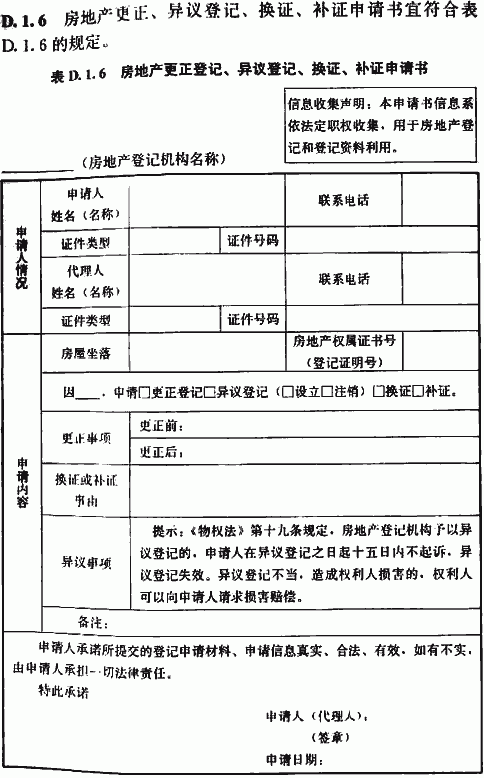 D.1.6 房地产更正、异议登记、换证、补证申请书宜符合表
D.1.6的规定。
表D.1.6 房地产更正登记、异议登记、换证、补证申请书
信息收集声明：本申请书信息系
依法定职权收集，用于房地产登
记和登记资料利用。
______（房地产登记机构名称）
申请人情况
申请人
姓名（名称）
联系电话
证件类型
证件号码
代理人
姓名（名称）
联系电话
证件类型
证件号码
申请内容
房屋坐落
房地产权属证书号
（登记证明号）
因___，申请□更正登记□异议登记（□设立□注销）□换证□补证。
更正事项
更正前：
更正后：
换证或补证
事由
异议事项
提示：《物权法》第十九条规定，房地产登记机构予以异
议登记的，申请人在异议登记之日起十五日内不起诉，异
议登记失效。异议登记不当，造成权利人损害的，权利人
可以向申请人请求损害赔偿。
备注：
申请人承诺所提交的登记申请材料、申请信息真实、合法、有效，如有不实，
由申请人承担一切法律责任。
特此承诺
申请人（代理人）：
（签章）
申请日期：